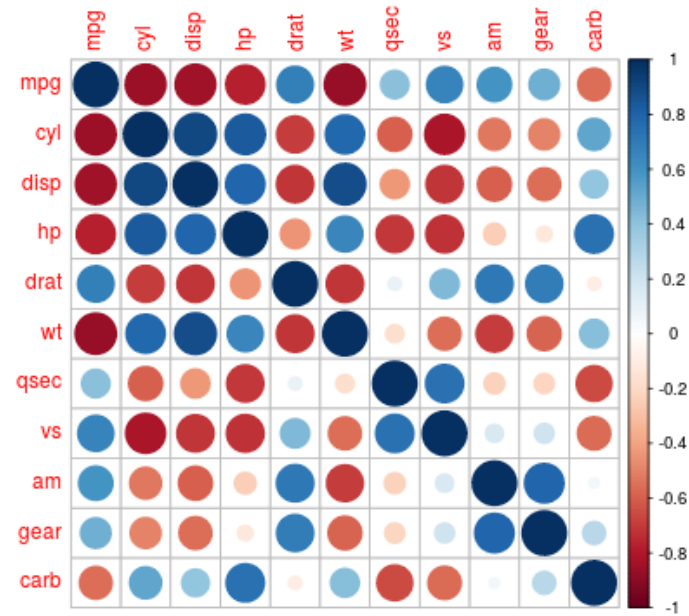 mpg cyl disp hp drat wt qsec vs am gear carb
mpg
cyl
disp
hp
drat
wt
qsec
vs
am
gear
carb
1
0.8
0.6
0.4
0.2
0
-0.2
-0.4
-0.6
-0.8
-1